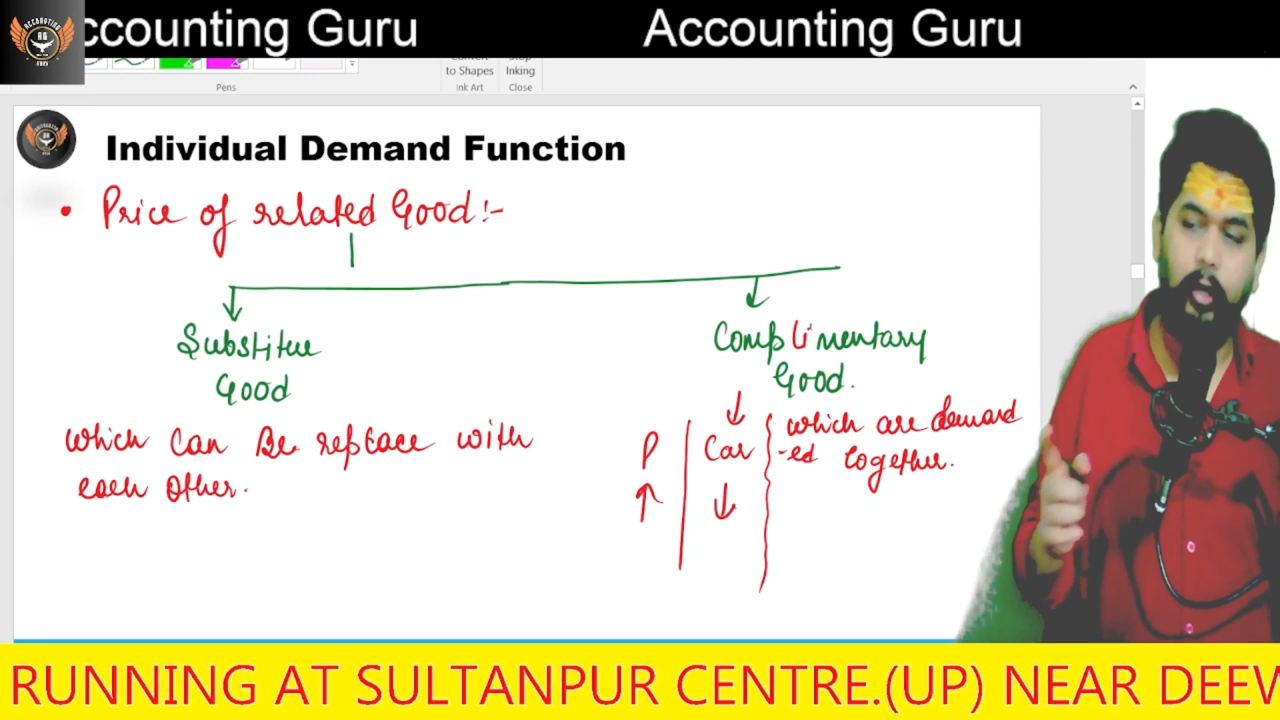 ccounting Guru
Accounting Guru
Convert
to Shapes
Stop
Inking
Pens
Ink Art
Close
Individual Demand Function
• Price of related Good :-
Substitue
Good
Complimentary
Good.
which can Be replace with
each other.
P
Car
which are demand
-ed together.
RUNNING AT SULTANPUR CENTRE.(UP) NEAR DEEW